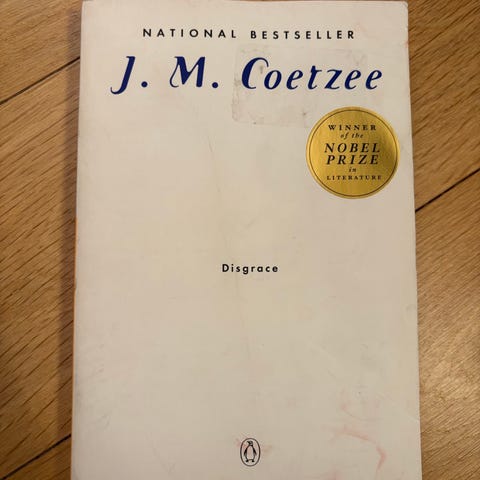 NATIONAL BESTSELLER
J. M. Coetzee
WINNER
of the
NOBEL
PRIZE
in
LITERATURE
Disgrace